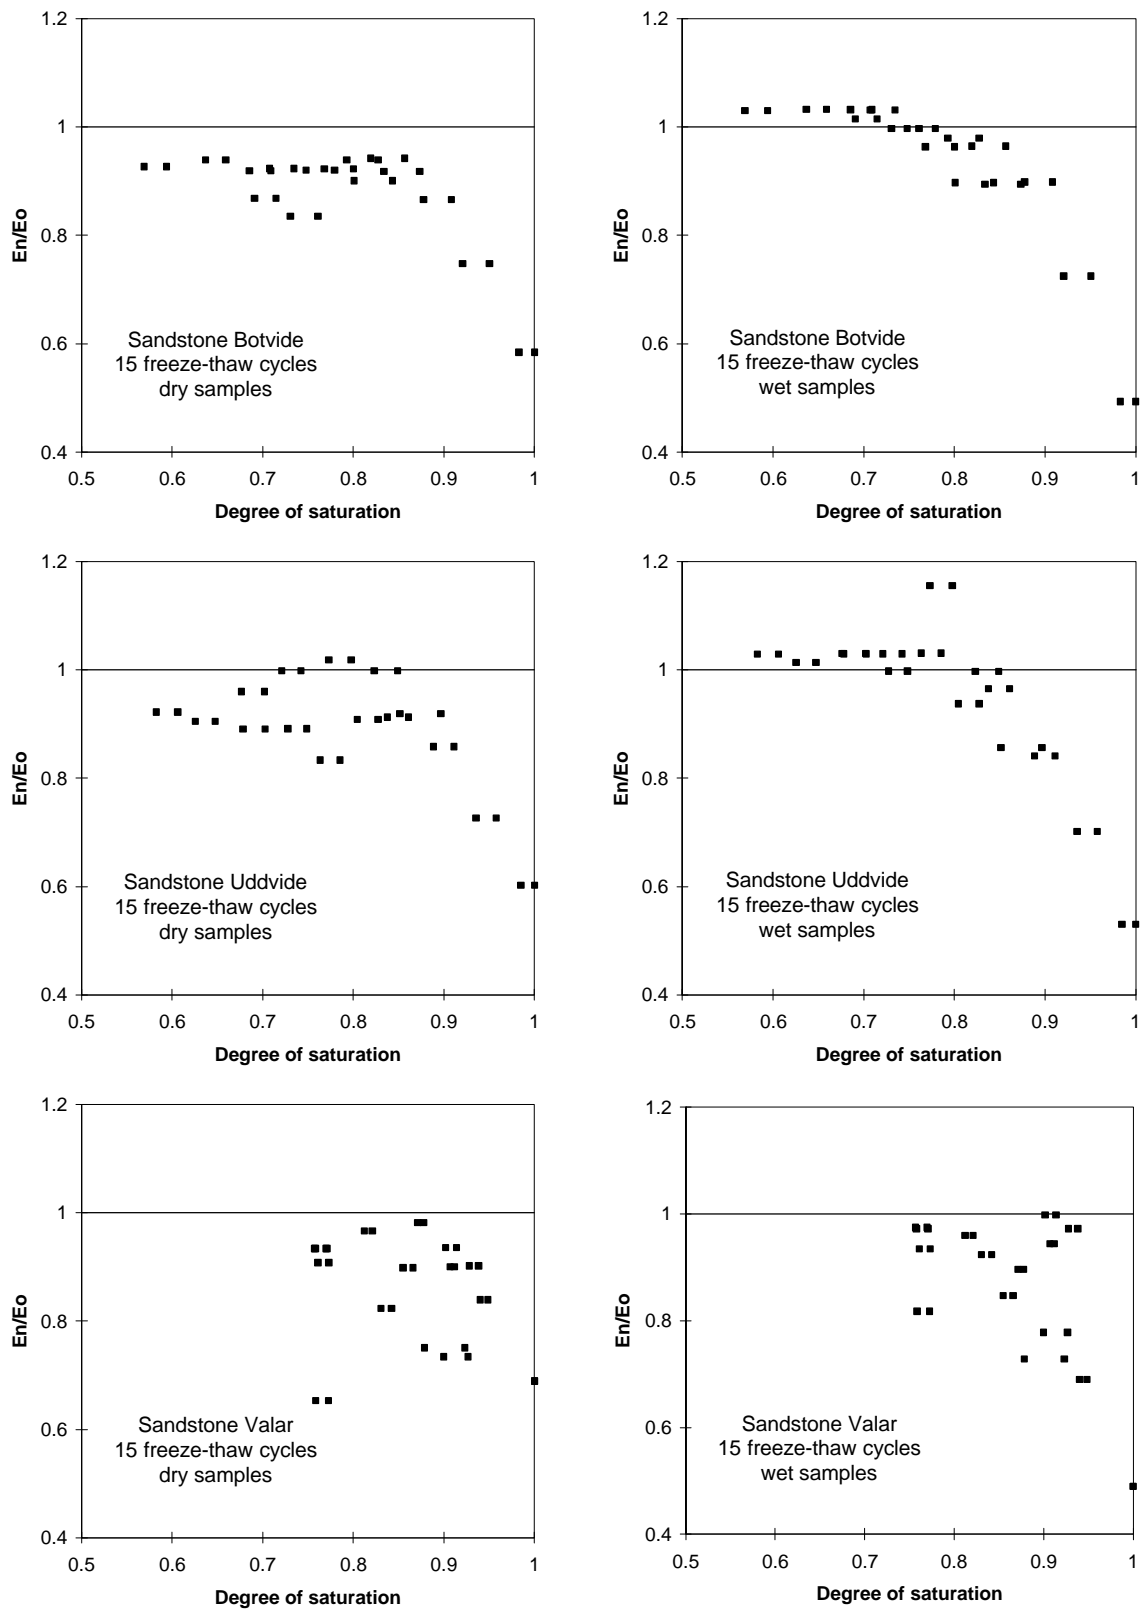 1.2
1
0.8
0.6
0.4
En/Eo
Sandstone Botvide
15 freeze-thaw cycles
dry samples
0.5 0.6 0.7 0.8 0.9 1
Degree of saturation
1.2
1
0.8
0.6
0.4
En/Eo
Sandstone Botvide
15 freeze-thaw cycles
wet samples
0.5 0.6 0.7 0.8 0.9 1
Degree of saturation
1.2
1
0.8
0.6
0.4
En/Eo
Sandstone Uddvide
15 freeze-thaw cycles
dry samples
0.5 0.6 0.7 0.8 0.9 1
Degree of saturation
1.2
1
0.8
0.6
0.4
En/Eo
Sandstone Uddvide
15 freeze-thaw cycles
wet samples
0.5 0.6 0.7 0.8 0.9 1
Degree of saturation
1.2
1
0.8
0.6
0.4
En/Eo
Sandstone Valar
15 freeze-thaw cycles
dry samples
0.5 0.6 0.7 0.8 0.9 1
Degree of saturation
1.2
1
0.8
0.6
0.4
En/Eo
Sandstone Valar
15 freeze-thaw cycles
wet samples
0.5 0.6 0.7 0.8 0.9 1
Degree of saturation